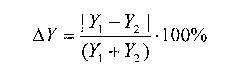 ΔY = | Y₁ − Y₂ | / (Y₁ + Y₂) · 100%